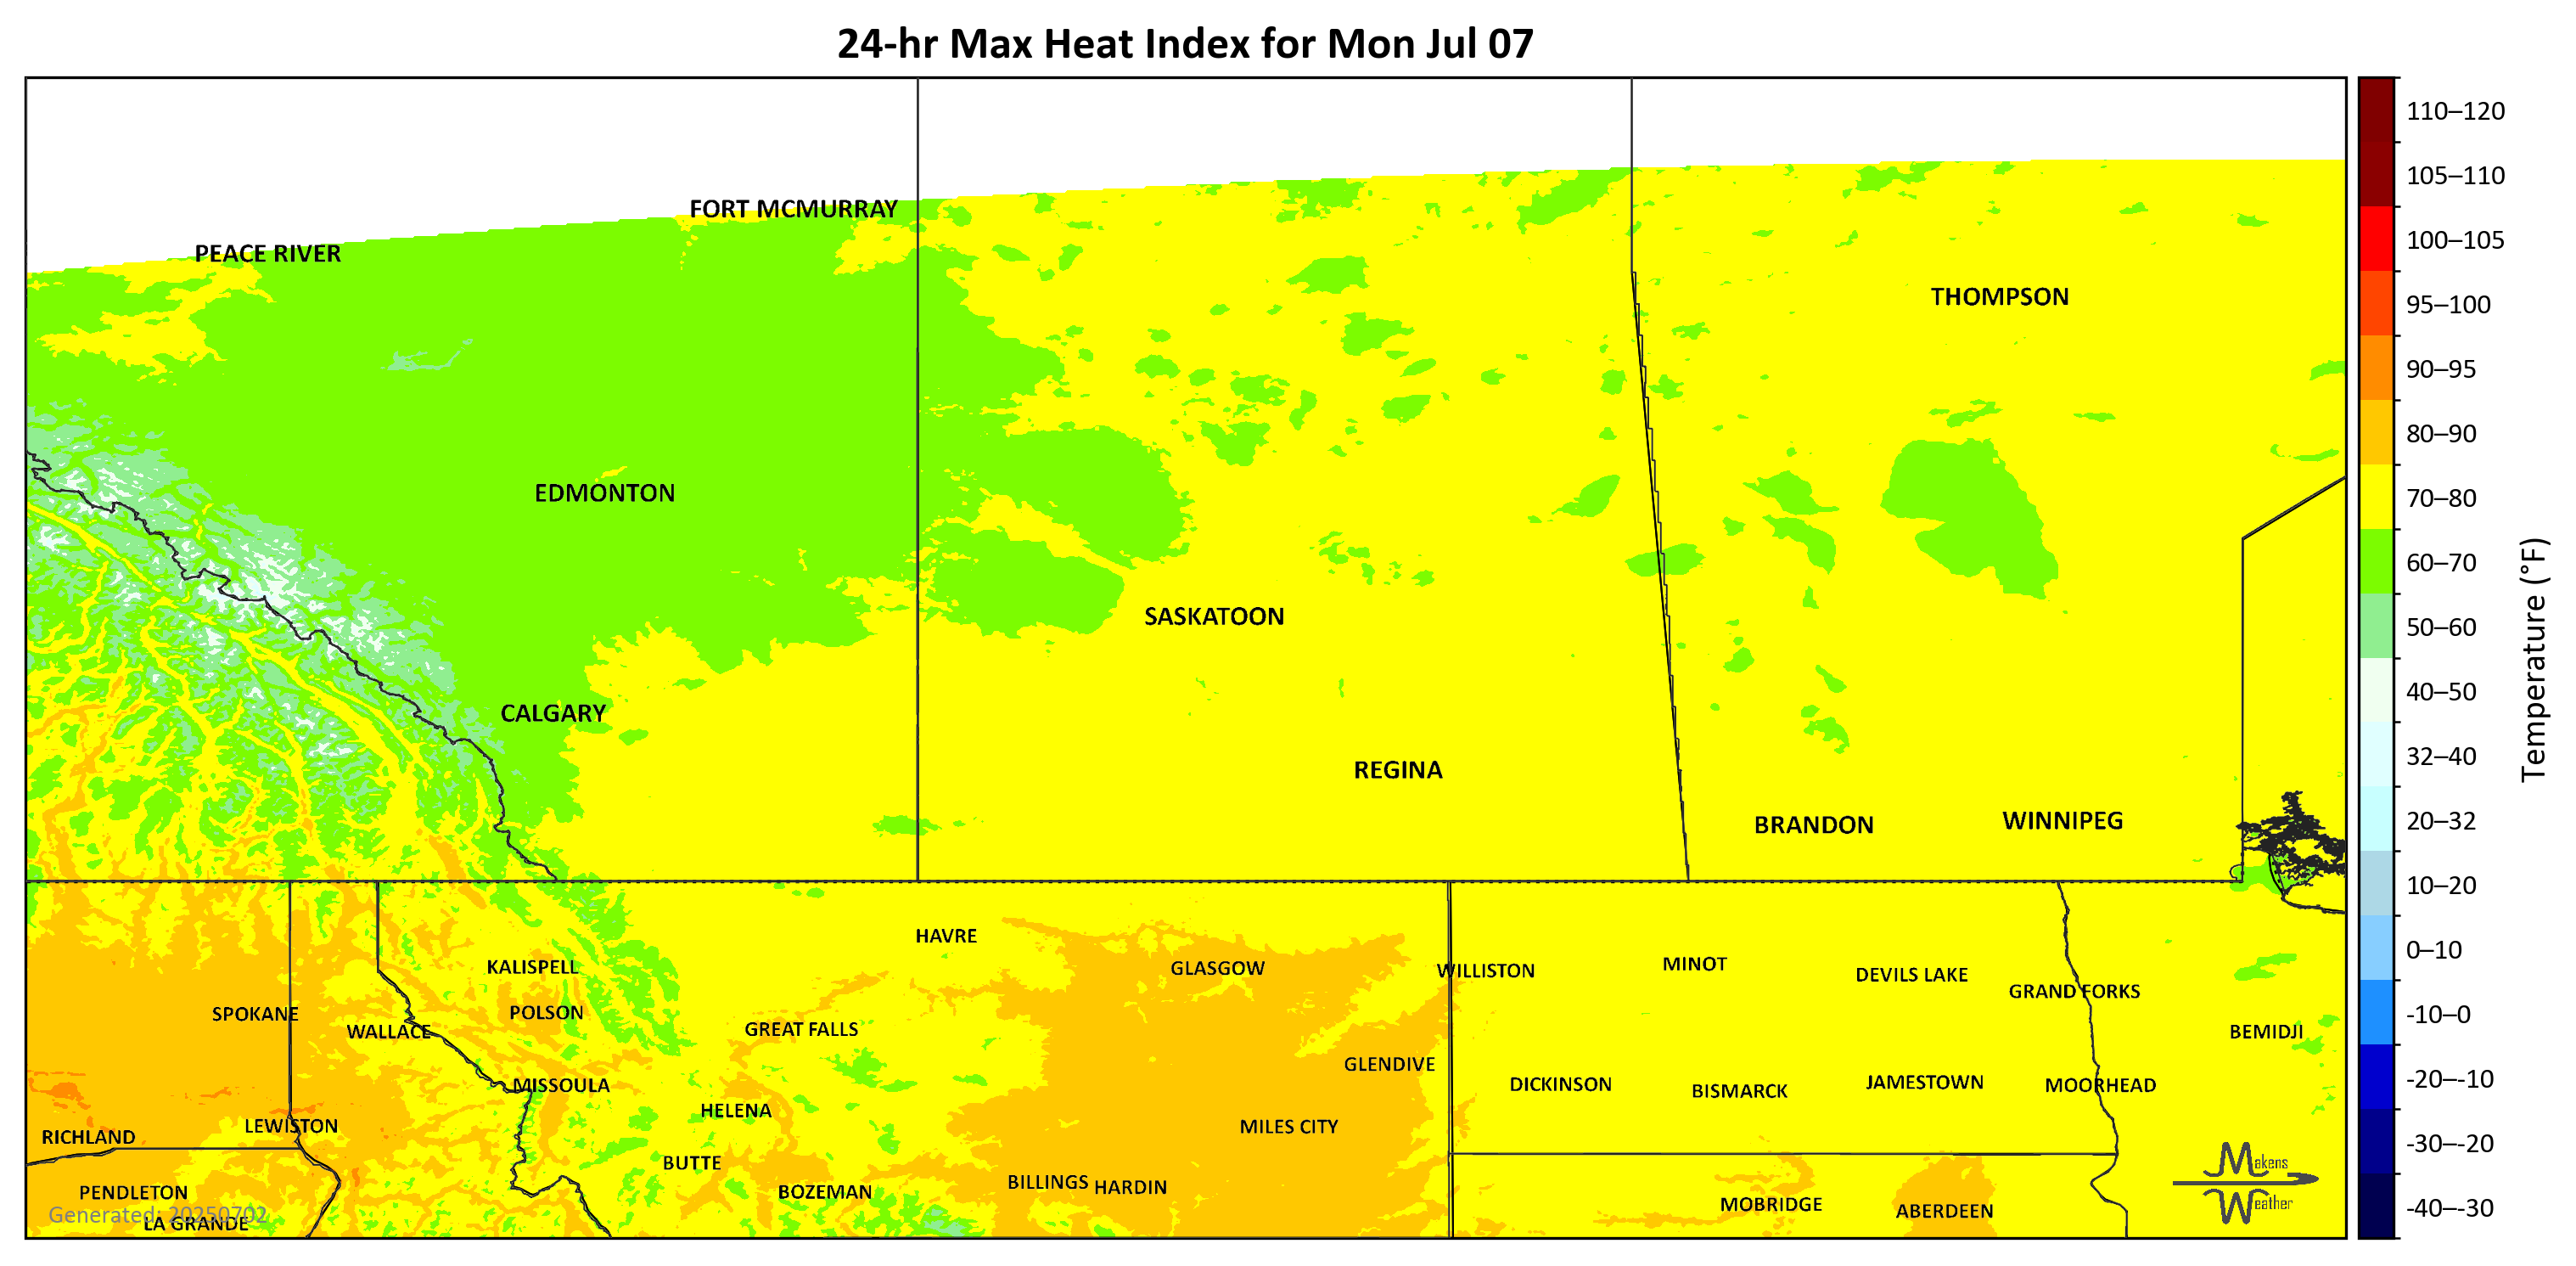 24-hr Max Heat Index for Mon Jul 07
FORT MCMURRAY
PEACE RIVER
THOMPSON
EDMONTON
SASKATOON
CALGARY
REGINA
BRANDON
WINNIPEG
HAVRE
KALISPELL
GLASGOW
WILLISTON
MINOT
DEVILS LAKE
GRAND FORKS
SPOKANE
POLSON
WALLACE
GREAT FALLS
BEMIDJI
GLENDIVE
MISSOULA
DICKINSON
BISMARCK
JAMESTOWN
MOORHEAD
HELENA
LEWISTON
MILES CITY
RICHLAND
BUTTE
BILLINGS
HARDIN
PENDLETON
BOZEMAN
MOBRIDGE
ABERDEEN
LA GRANDE
Generated: 20250702
Makens
Weather
110–120
105–110
100–105
95–100
90–95
80–90
70–80
60–70
50–60
40–50
32–40
20–32
10–20
0–10
-10–0
-20–-10
-30–-20
-40–-30
Temperature (°F)